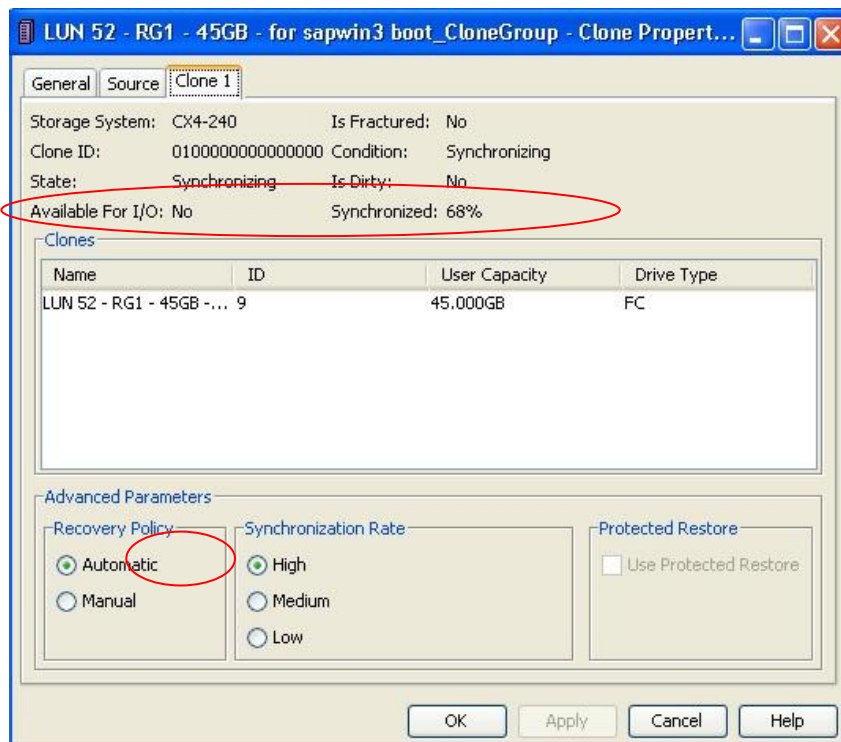 LUN 52 - RG1 - 45GB - for sapwin3 boot_CloneGroup - Clone Propert...
General Source Clone 1
Storage System: CX4-240 Is Fractured: No
Clone ID: 0100000000000000 Condition: Synchronizing
State: Synchronizing Is Dirty: No
Available For I/O: No Synchronized: 68%
Clones
Name ID User Capacity Drive Type
LUN 52 - RG1 - 45GB -... 9 45.000GB FC
Advanced Parameters
Recovery Policy Synchronization Rate Protected Restore
Automatic High Use Protected Restore
Manual Medium
Low
OK Apply Cancel Help